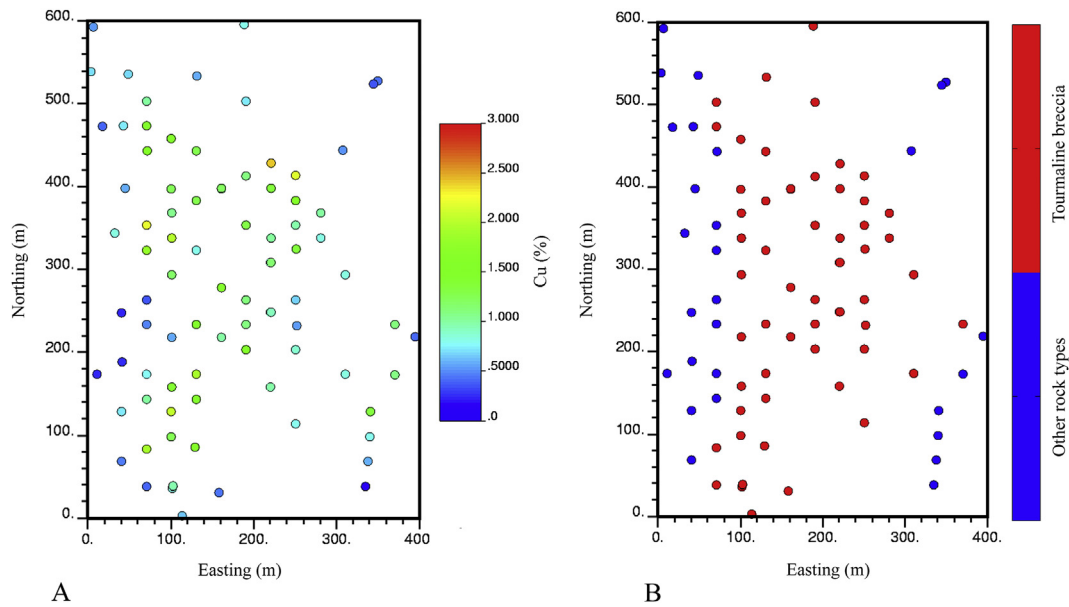 600.
500.
400.
300.
200.
100.
0.
0. 100. 200. 300. 400.
Northing (m)
Easting (m)
3.000
2.500
2.000
1.500
1.000
.5000
.0
Cu (%)
A
600.
500.
400.
300.
200.
100.
0.
0. 100. 200. 300. 400.
Northing (m)
Easting (m)
Tourmaline breccia
Other rock types
B